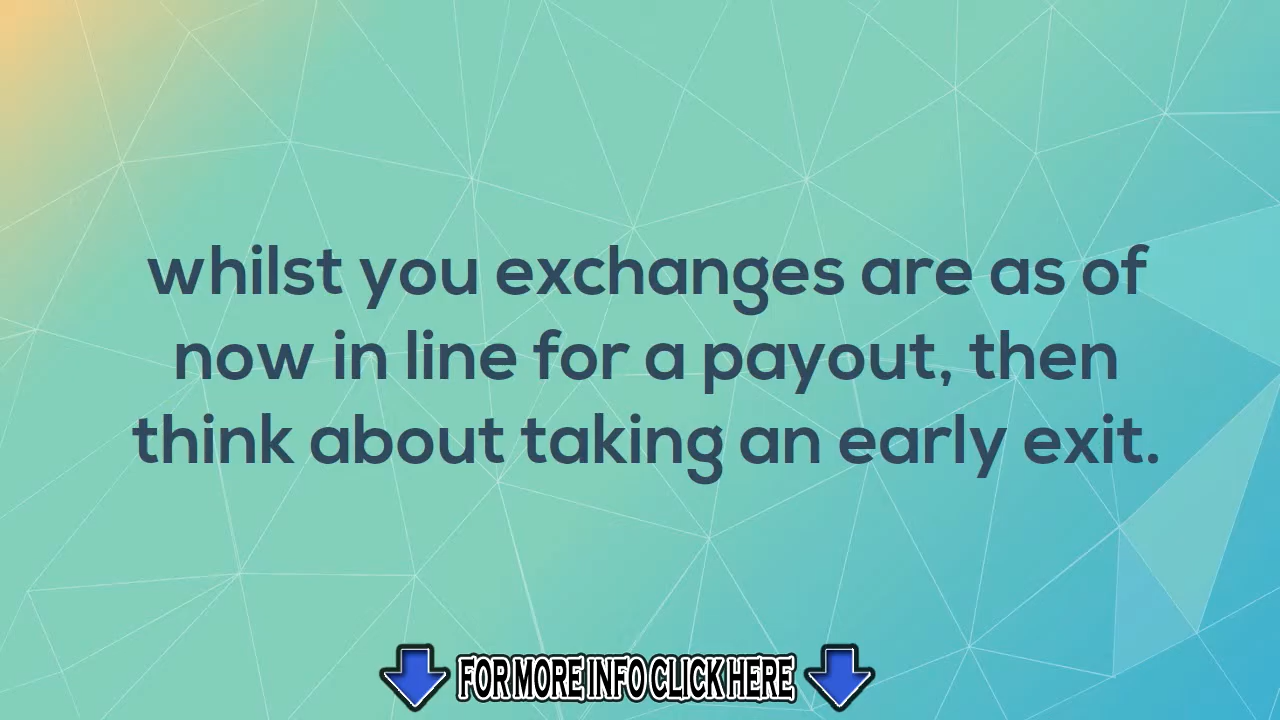 whilst you exchanges are as of
now in line for a payout, then
think about taking an early exit.
FOR MORE INFO CLICK HERE